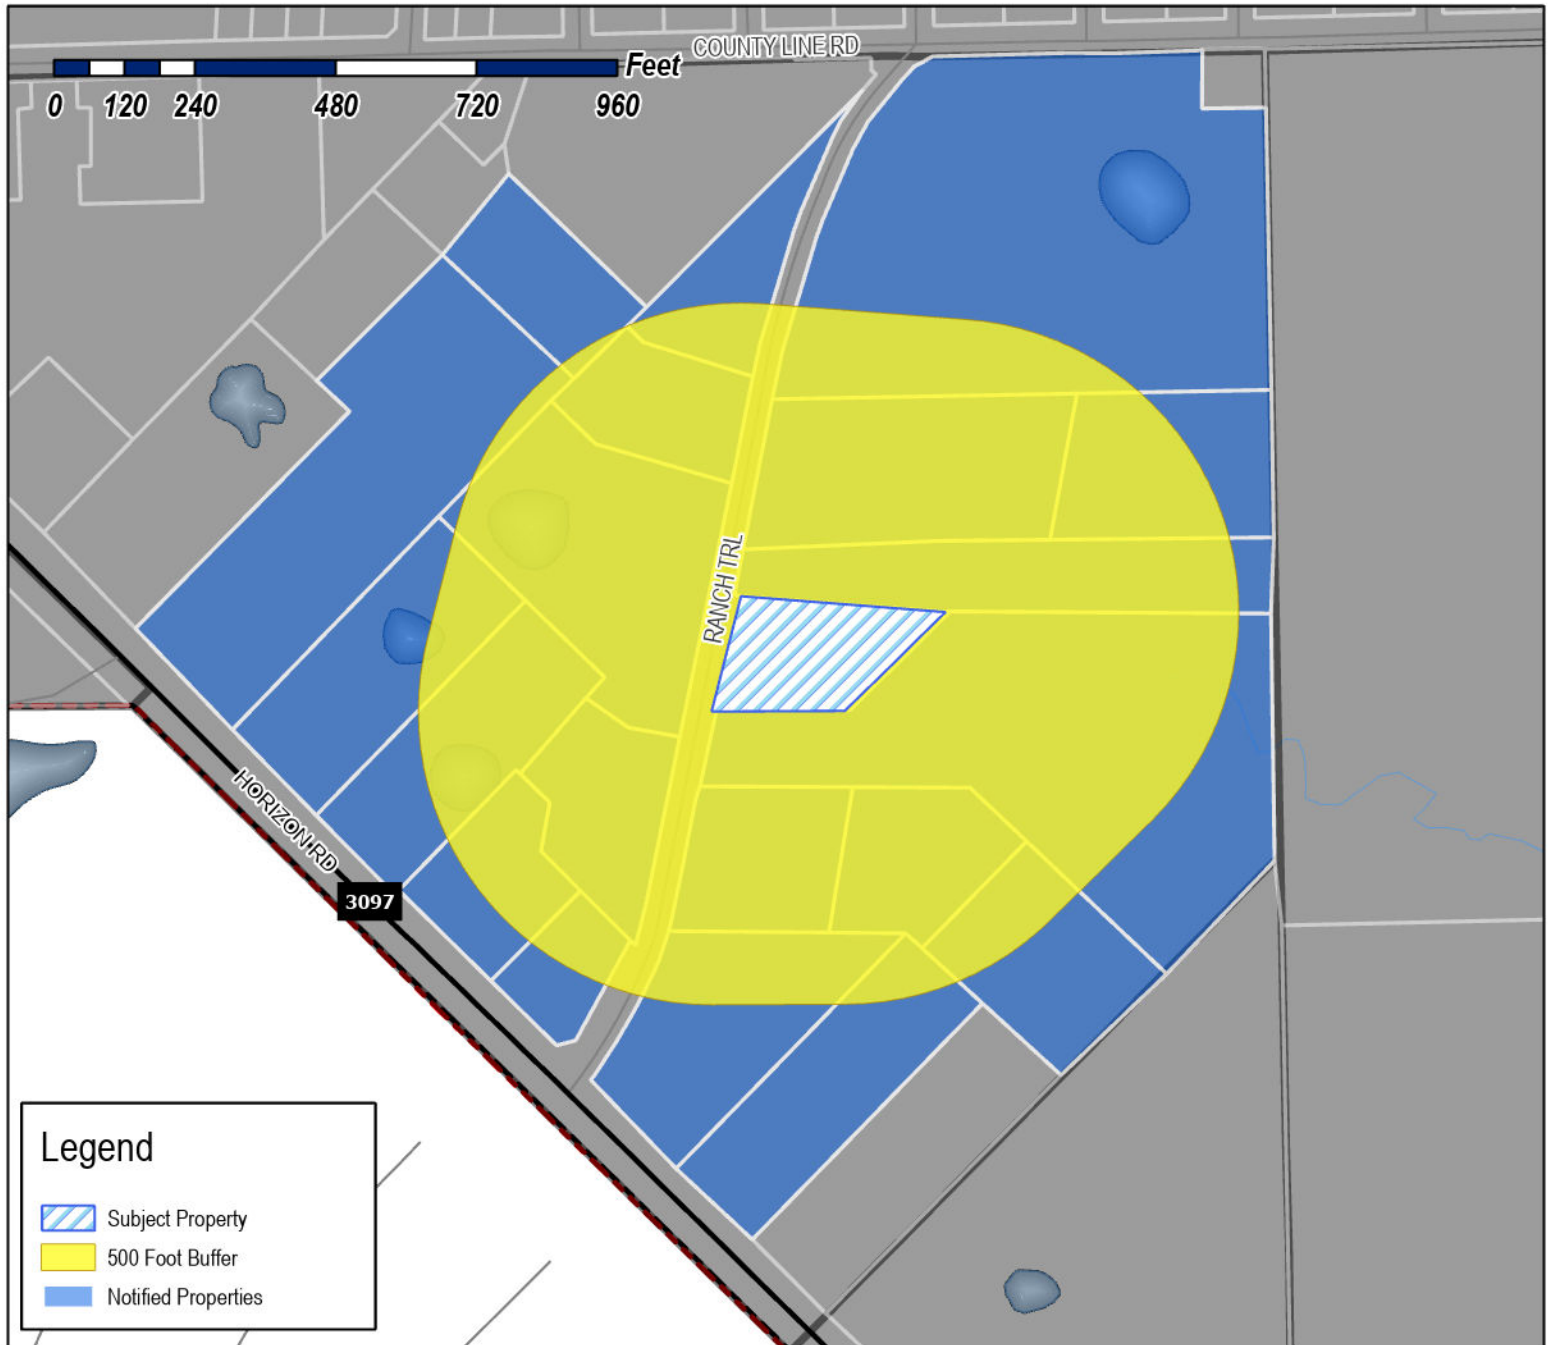 COUNTY LINE RD
Feet
0 120 240 480 720 960
RANCH TRL
HORIZON RD
3097
Legend
Subject Property
500 Foot Buffer
Notified Properties